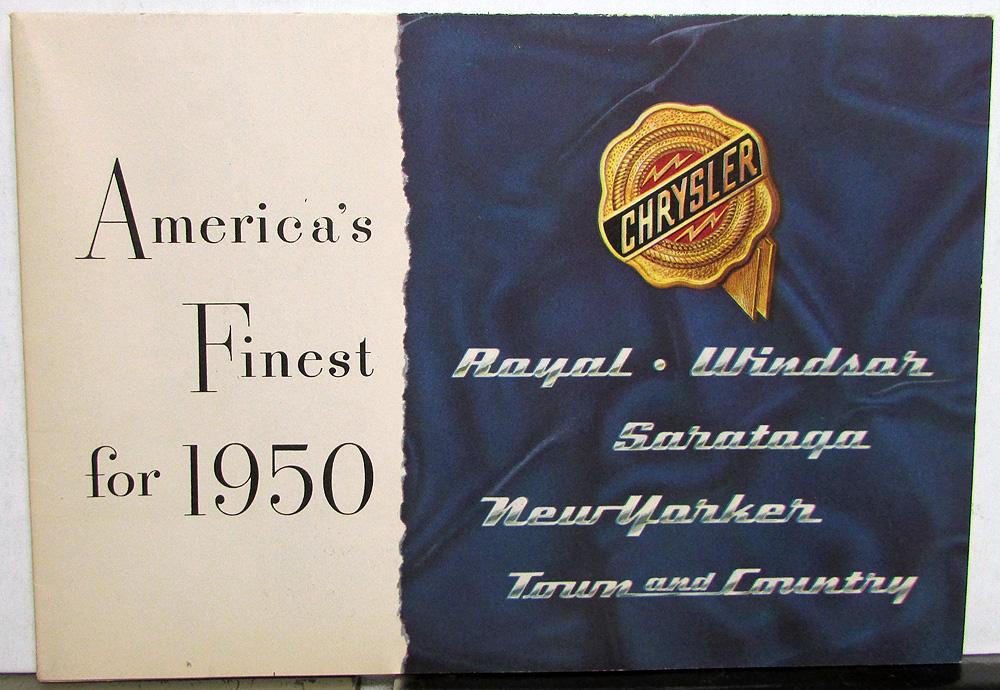 America's
Finest
for 1950
CHRYSLER
Royal • Windsor
Saratoga
New Yorker
Town and Country